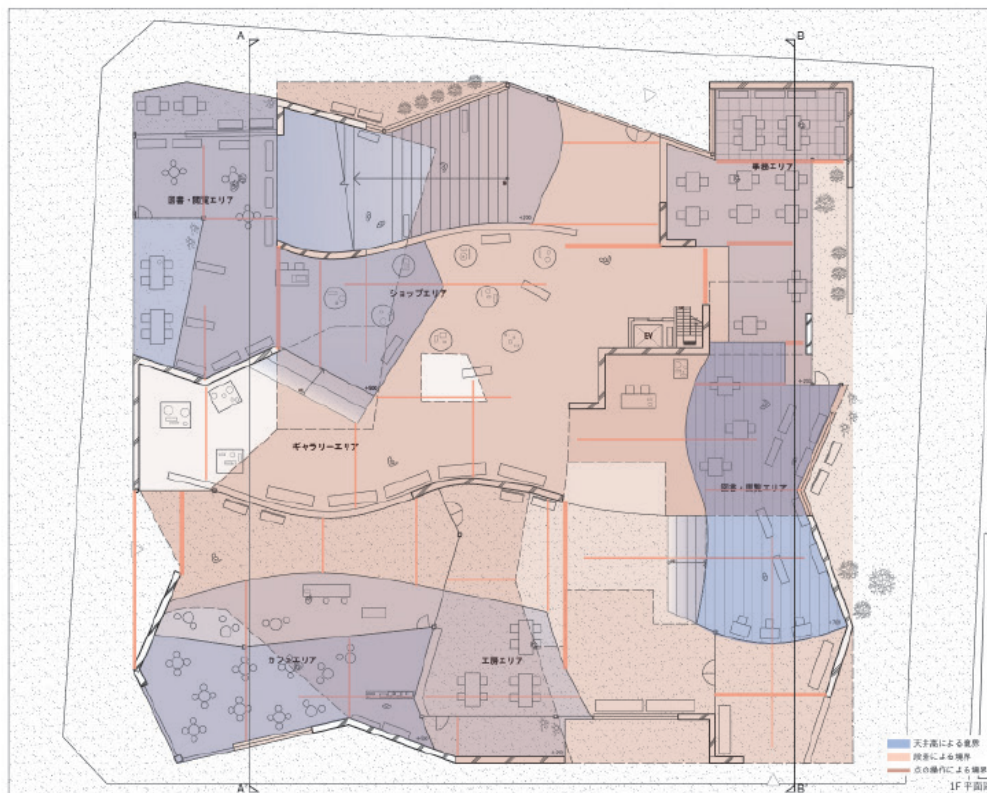 A
B
図書・閲覧エリア
事務エリア
ショップエリア
EV
ギャラリーエリア
図書・閲覧エリア
カフェエリア
工房エリア
天井高による境界
段差による境界
点の操作による境界
A'
B'
1F 平面図